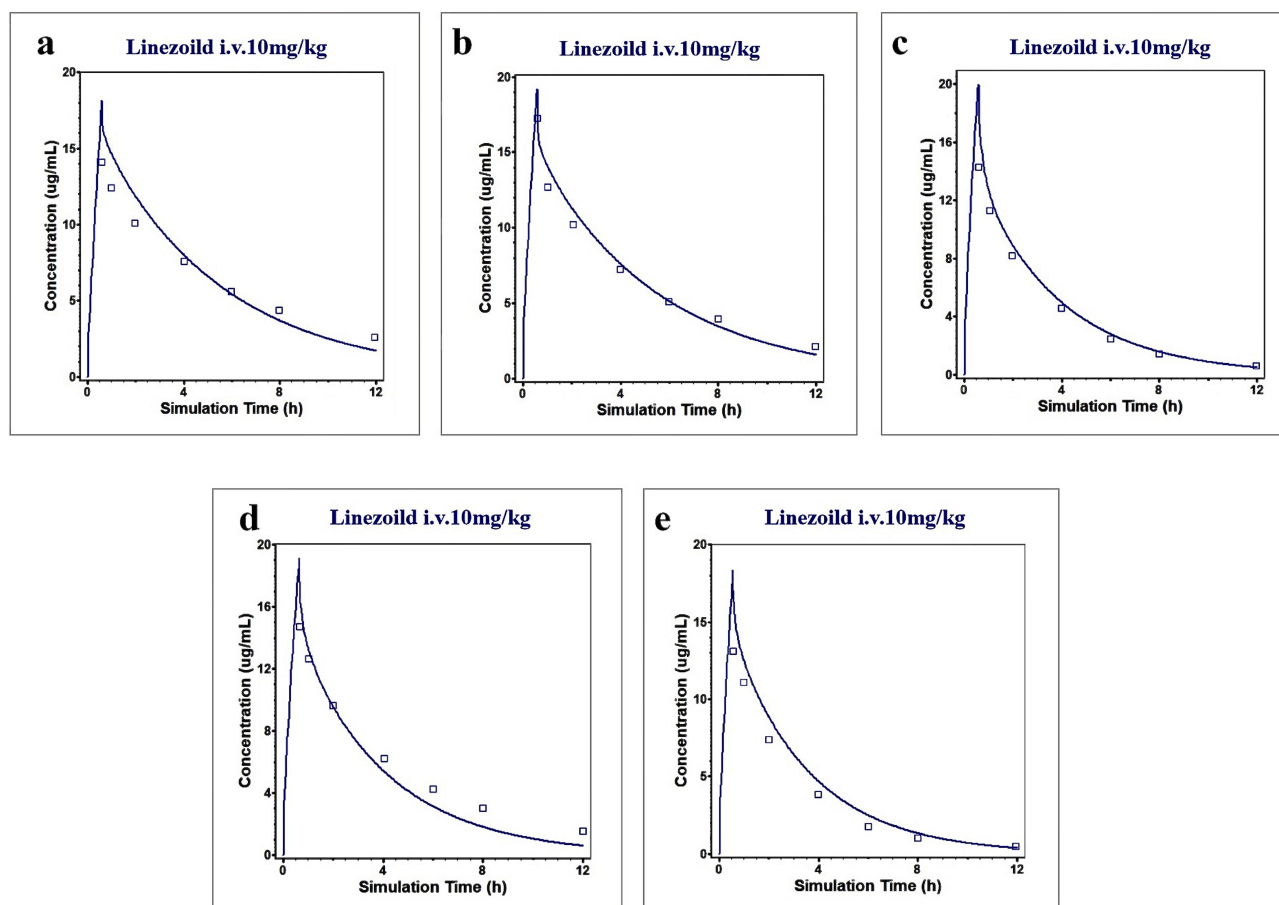 a
Linezoild i.v.10mg/kg
20
15
10
5
0
Concentration (ug/mL)
0 4 8 12
Simulation Time (h)
b
Linezoild i.v.10mg/kg
20
15
10
5
0
Concentration (ug/mL)
0 4 8 12
Simulation Time (h)
c
Linezoild i.v.10mg/kg
20
16
12
8
4
0
Concentration (ug/mL)
0 4 8 12
Simulation Time (h)
d
Linezoild i.v.10mg/kg
20
16
12
8
4
0
Concentration (ug/mL)
0 4 8 12
Simulation Time (h)
e
Linezoild i.v.10mg/kg
20
15
10
5
0
Concentration (ug/mL)
0 4 8 12
Simulation Time (h)